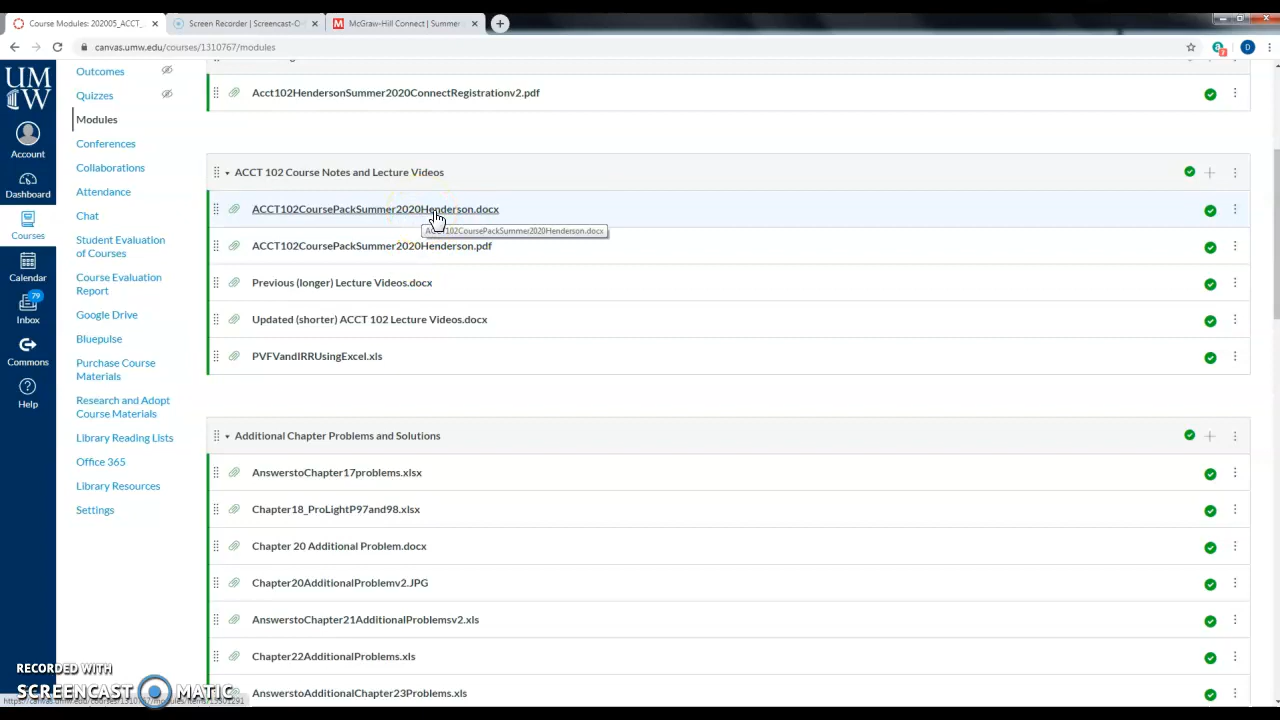 Course Modules: 202005_ACCT_
Screen Recorder | Screencast-O-
McGraw-Hill Connect | Summer
canvas.umw.edu/courses/1310767/modules
D
UMW
Account
Dashboard
Courses
Calendar
79
Inbox
Commons
Help
Outcomes
Quizzes
Modules
Conferences
Collaborations
Attendance
Chat
Student Evaluation
of Courses
Course Evaluation
Report
Google Drive
Bluepulse
Purchase Course
Materials
Research and Adopt
Course Materials
Library Reading Lists
Office 365
Library Resources
Settings
Acct102HendersonSummer2020ConnectRegistrationv2.pdf
ACCT 102 Course Notes and Lecture Videos
ACCT102CoursePackSummer2020Henderson.docx
ACCT102CoursePackSummer2020Henderson.docx
ACCT102CoursePackSummer2020Henderson.pdf
Previous (longer) Lecture Videos.docx
Updated (shorter) ACCT 102 Lecture Videos.docx
PVFVandIRRUsingExcel.xls
Additional Chapter Problems and Solutions
AnswerstoChapter17problems.xlsx
Chapter18_ProLightP97and98.xlsx
Chapter 20 Additional Problem.docx
Chapter20AdditionalProblemv2.JPG
AnswerstoChapter21AdditionalProblemsv2.xls
Chapter22AdditionalProblems.xls
AnswerstoAdditionalChapter23Problems.xls
RECORDED WITH
SCREENCAST MATIC